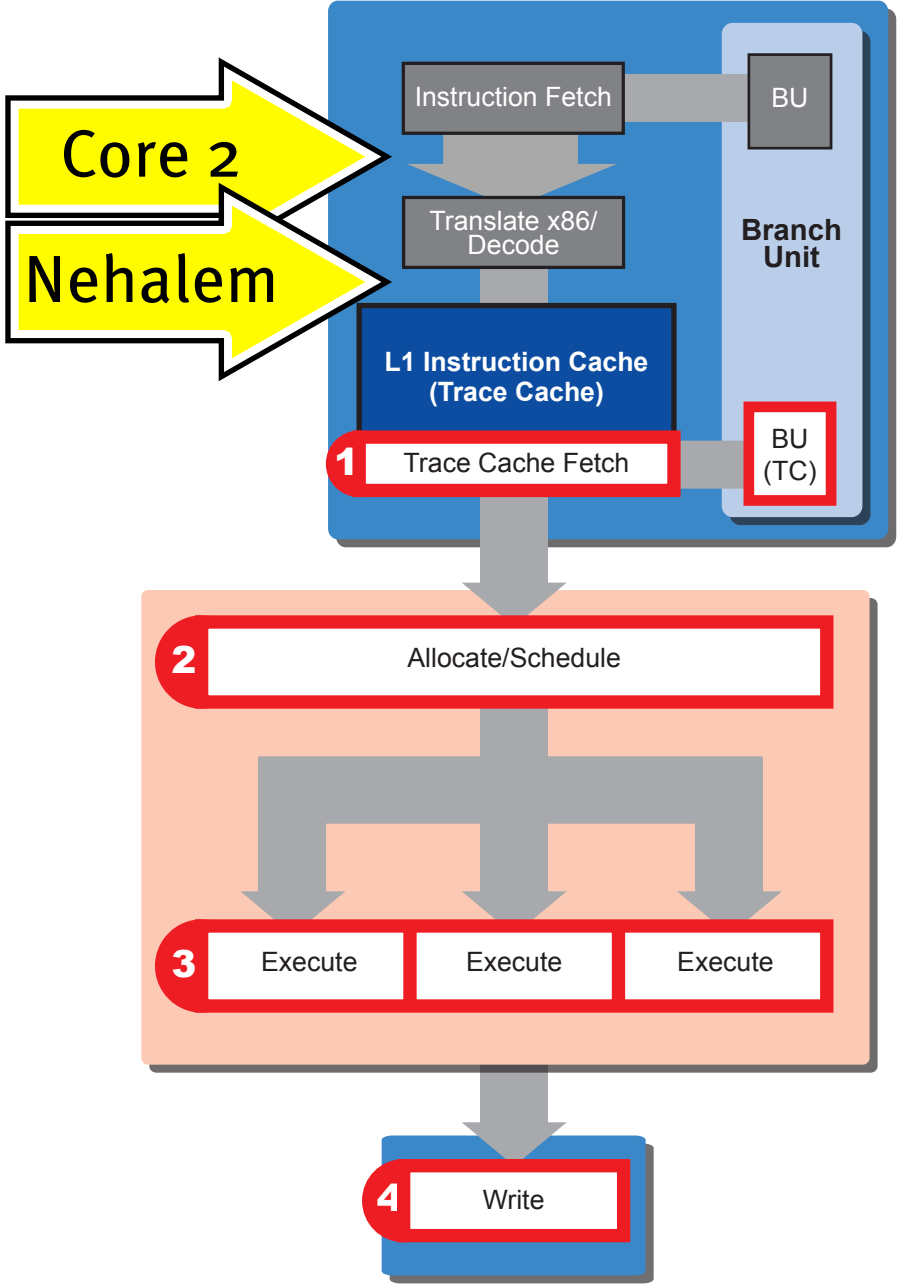 Instruction Fetch
BU
Core 2
Translate x86/
Decode
Branch
Unit
Nehalem
L1 Instruction Cache
(Trace Cache)
1
Trace Cache Fetch
BU
(TC)
2
Allocate/Schedule
3
Execute
Execute
Execute
4
Write